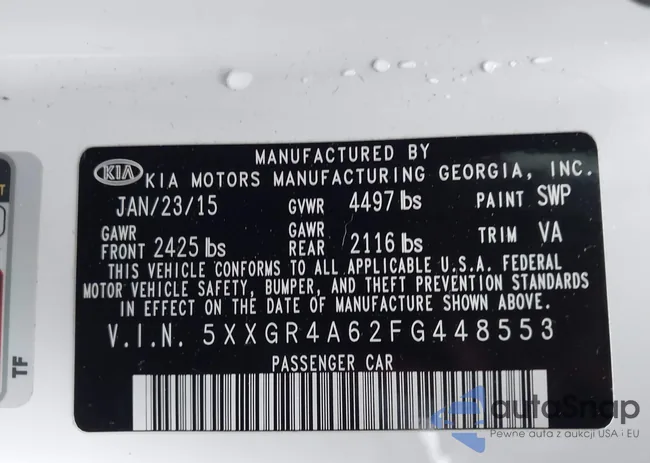 MANUFACTURED BY
KIA KIA MOTORS MANUFACTURING GEORGIA, INC.
JAN/23/15 GVWR 4497 lbs PAINT SWP
GAWR FRONT 2425 lbs GAWR REAR 2116 lbs TRIM VA
THIS VEHICLE CONFORMS TO ALL APPLICABLE U.S.A. FEDERAL
MOTOR VEHICLE SAFETY, BUMPER, AND THEFT PREVENTION STANDARDS
IN EFFECT ON THE DATE OF MANUFACTURE SHOWN ABOVE.
V.I.N. 5XXGR4A62FG448553
PASSENGER CAR
TF
autoSnap
Pewne auta z aukcji USA i EU